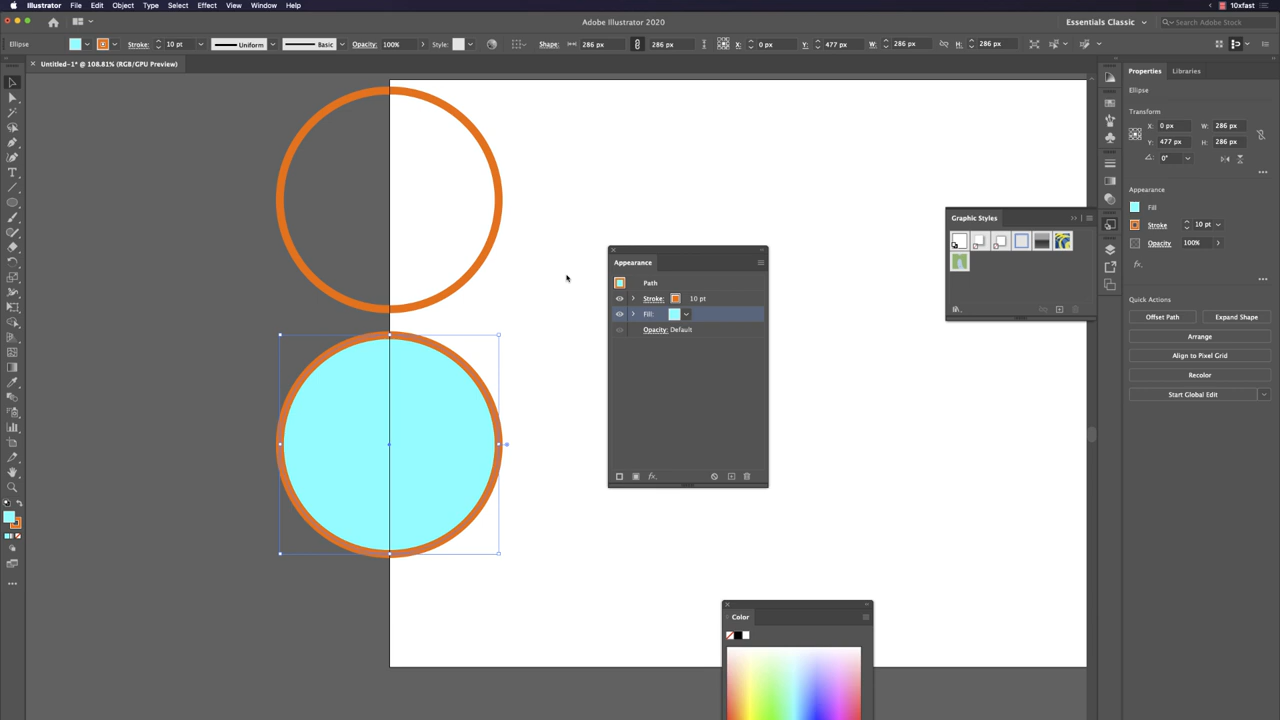 Illustrator File Edit Object Type Select Effect View Window Help
10xfast
Adobe Illustrator 2020
Essentials Classic
Search Adobe Stock
Ellipse
Stroke: 10 pt
Uniform
Basic
Opacity: 100%
Style:
Shape: 286 px 286 px
X: 0 px Y: 477 px W: 286 px H: 286 px
Untitled-1* @ 108.81% (RGB/GPU Preview)
Properties Libraries
Ellipse
Transform
X: 0 px W: 286 px
Y: 477 px H: 286 px
0°
Appearance
Fill
Stroke 10 pt
Opacity 100%
fx.
Quick Actions
Offset Path Expand Shape
Arrange
Align to Pixel Grid
Recolor
Start Global Edit
Graphic Styles
Appearance
Path
Stroke: 10 pt
Fill:
Opacity: Default
fx.
Color